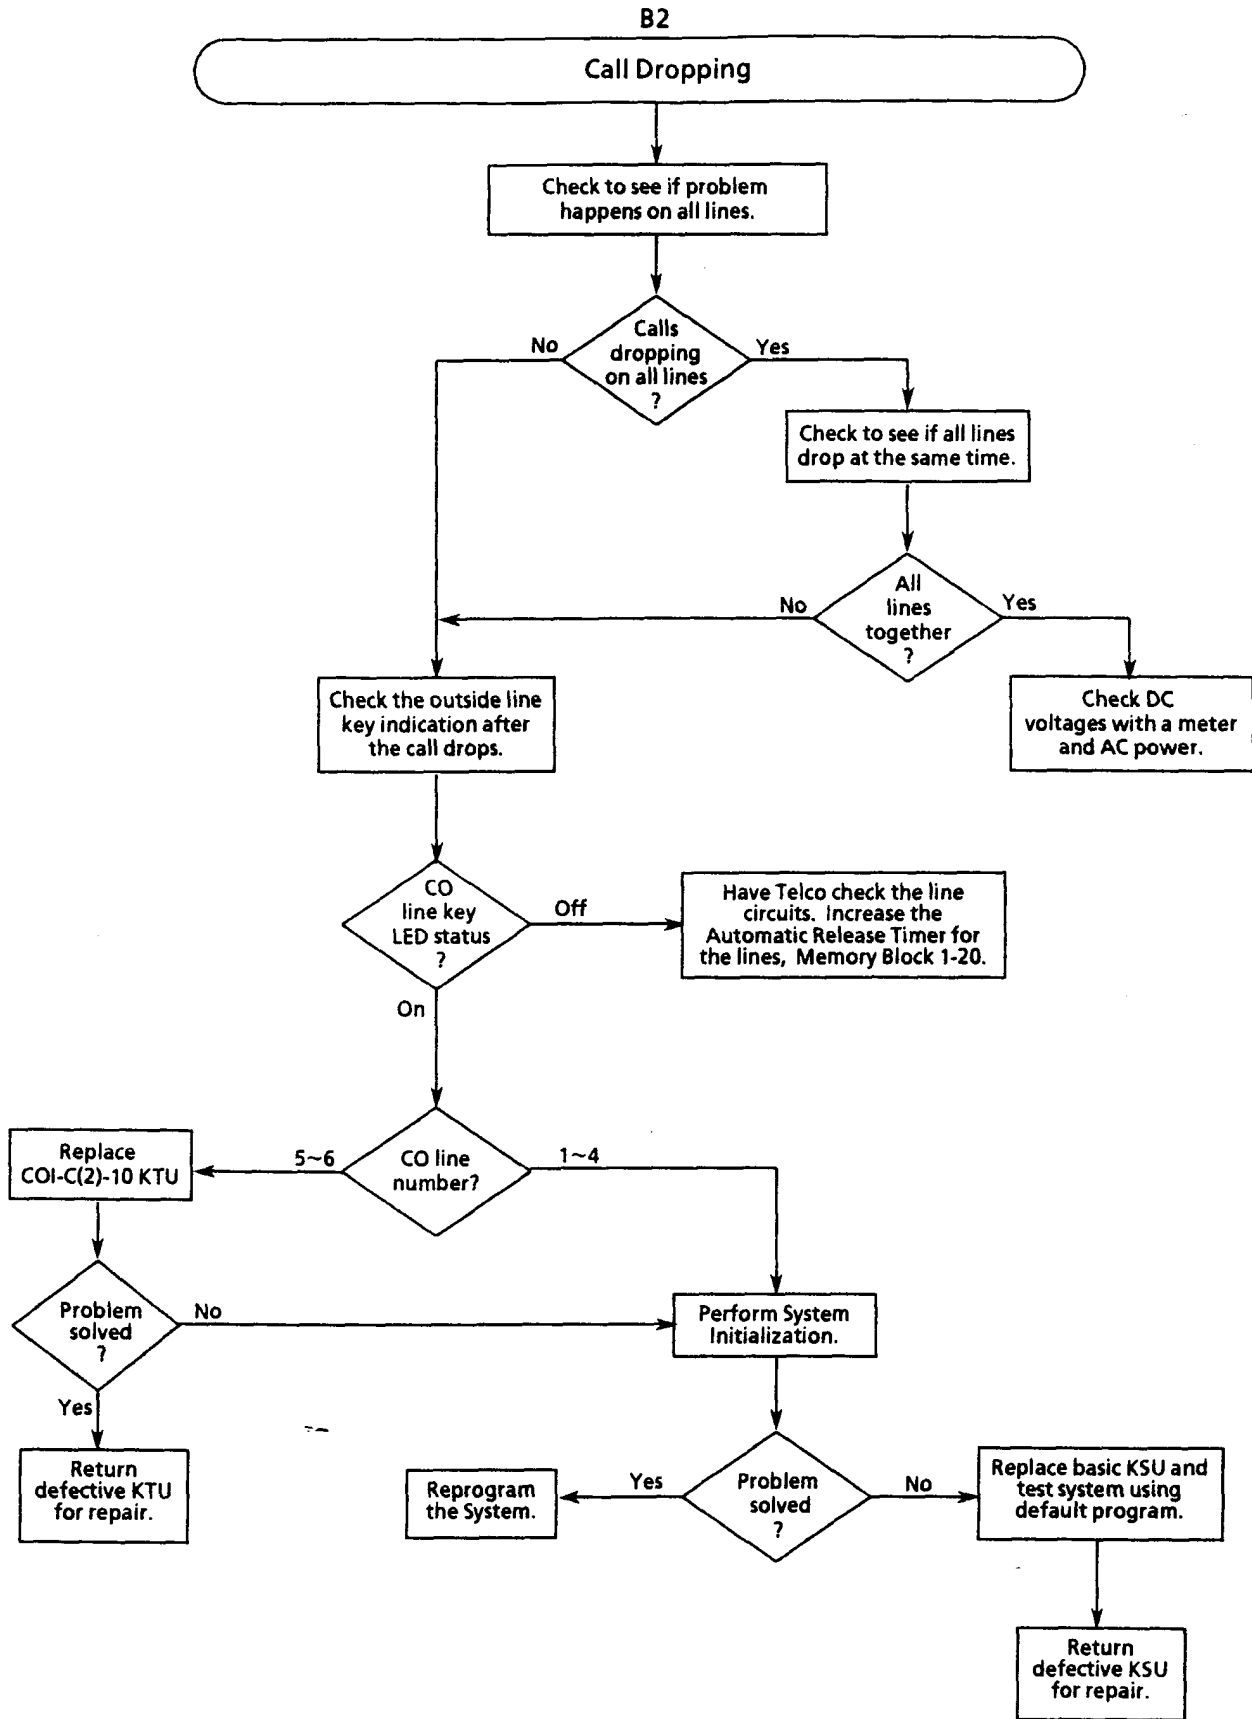 B2
Call Dropping
Check to see if problem
happens on all lines.
Calls
dropping
on all lines
?
No
Yes
Check to see if all lines
drop at the same time.
All
lines
together
?
No
Yes
Check the outside line
key indication after
the call drops.
Check DC
voltages with a meter
and AC power.
CO
line key
LED status
?
Off
Have Telco check the line
circuits. Increase the
Automatic Release Timer for
the lines, Memory Block 1-20.
On
Replace
COI-C(2)-10 KTU
5~6
CO line
number?
1~4
Problem
solved
?
No
Perform System
Initialization.
Yes
Return
defective KTU
for repair.
Reprogram
the System.
Yes
Problem
solved
?
No
Replace basic KSU and
test system using
default program.
Return
defective KSU
for repair.